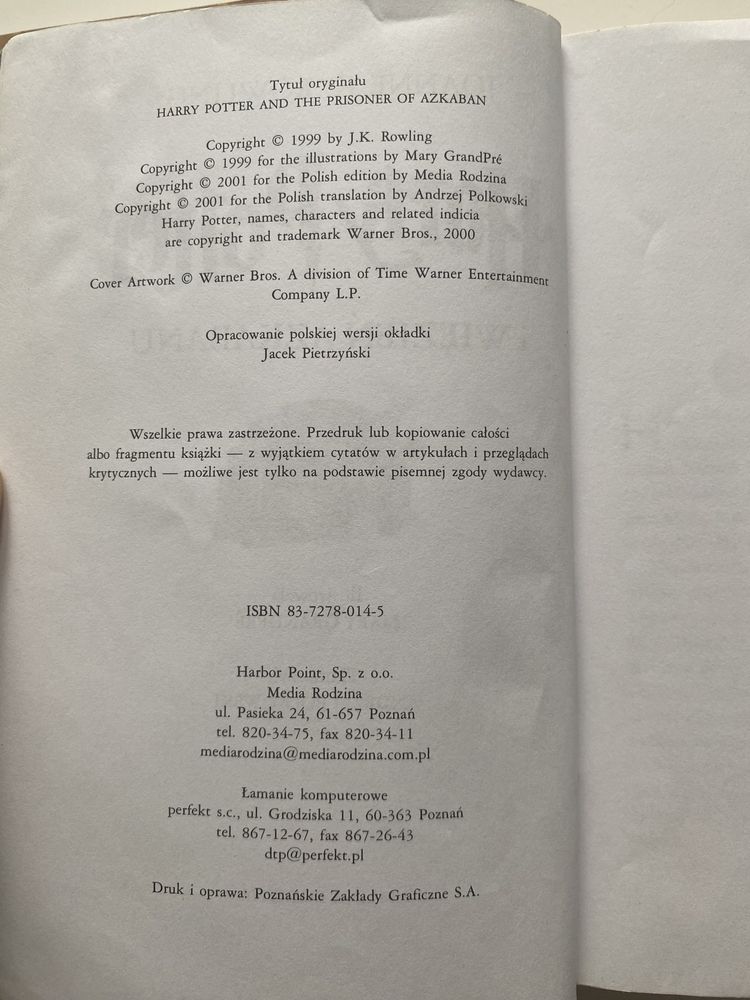 Tytuł oryginału
HARRY POTTER AND THE PRISONER OF AZKABAN
Copyright © 1999 by J.K. Rowling
Copyright © 1999 for the illustrations by Mary GrandPré
Copyright © 2001 for the Polish edition by Media Rodzina
Copyright © 2001 for the Polish translation by Andrzej Polkowski
Harry Potter, names, characters and related indicia
are copyright and trademark Warner Bros., 2000
Cover Artwork © Warner Bros. A division of Time Warner Entertainment
Company L.P.
Opracowanie polskiej wersji okładki
Jacek Pietrzyński
Wszelkie prawa zastrzeżone. Przedruk lub kopiowanie całości
albo fragmentu książki — z wyjątkiem cytatów w artykułach i przeglądach
krytycznych — możliwe jest tylko na podstawie pisemnej zgody wydawcy.
ISBN 83-7278-014-5
Harbor Point, Sp. z o.o.
Media Rodzina
ul. Pasieka 24, 61-657 Poznań
tel. 820-34-75, fax 820-34-11
mediarodzina@mediarodzina.com.pl
Łamanie komputerowe
perfekt s.c., ul. Grodziska 11, 60-363 Poznań
tel. 867-12-67, fax 867-26-43
dtp@perfekt.pl
Druk i oprawa: Poznańskie Zakłady Graficzne S.A.